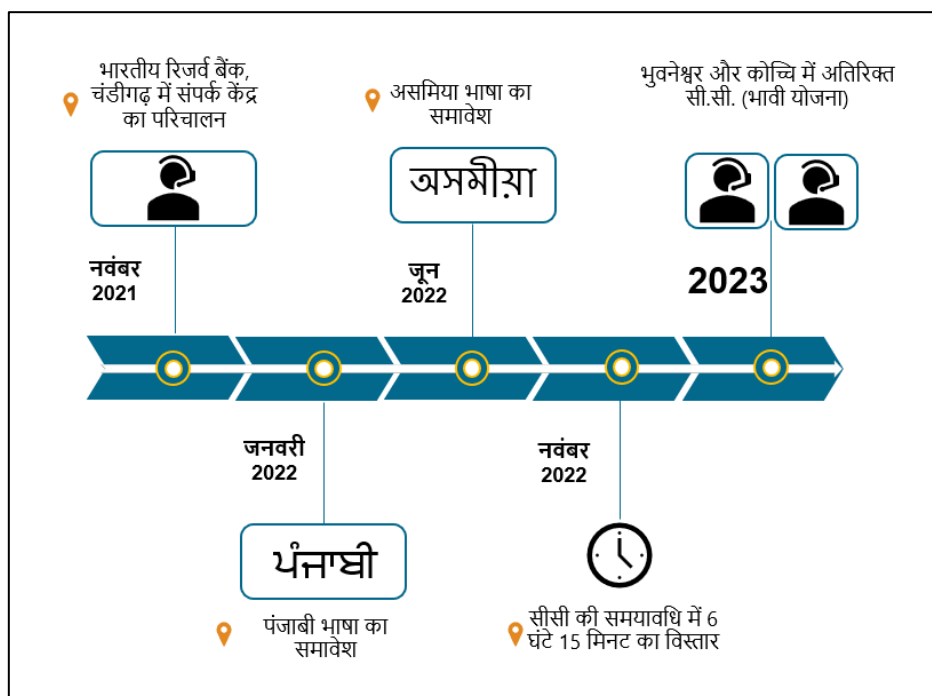 भारतीय रिजर्व बैंक,
चंडीगढ़ में संपर्क केंद्र
का परिचालन
नवंबर
2021
जनवरी
2022
ਪੰਜਾਬੀ
पंजाबी भाषा का
समावेश
असमिया भाषा का
समावेश
অসমীয়া
जून
2022
नवंबर
2022
सीसी की समयावधि में 6
घंटे 15 मिनट का विस्तार
भुवनेश्वर और कोच्चि में अतिरिक्त
सी.सी. (भावी योजना)
2023